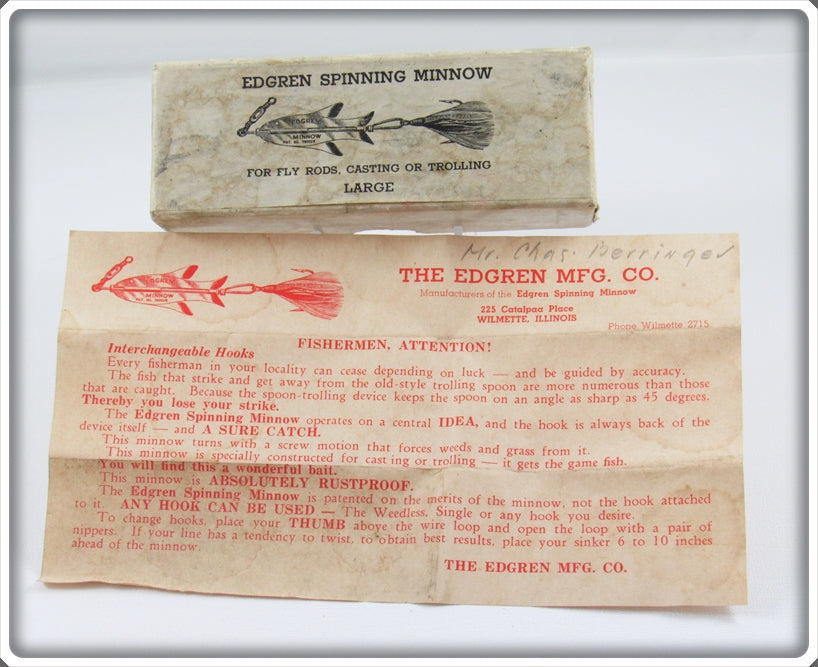 EDGREN SPINNING MINNOW
EDGREN
MINNOW
FOR FLY RODS, CASTING OR TROLLING
LARGE
Mr. Chas. Berringer
EDGREN
MINNOW
THE EDGREN MFG. CO.
Manufacturers of the Edgren Spinning Minnow
225 Catalpa Place
WILMETTE, ILLINOIS
Phone Wilmette 2715
FISHERMEN, ATTENTION!
Interchangeable Hooks
Every fisherman in your locality can cease depending on luck — and be guided by accuracy.
The fish that strike and get away from the old-style trolling spoon are more numerous than those
that are caught. Because the spoon-trolling device keeps the spoon on an angle as sharp as 45 degrees.
Thereby you lose your strike.
The Edgren Spinning Minnow operates on a central IDEA, and the hook is always back of the
device itself — and A SURE CATCH.
This minnow turns with a screw motion that forces weeds and grass from it.
This minnow is specially constructed for cast ing or trolling — it gets the game fish.
You will find this a wonderful bait.
This minnow is ABSOLUTELY RUSTPROOF.
The Edgren Spinning Minnow is patented on the merits of the minnow, not the hook attached
to it. ANY HOOK CAN BE USED — The Weedless, Single or any hook you desire.
To change hooks, place your THUMB above the wire loop and open the loop with a pair of
nippers. If your line has a tendency to twist, to obtain best results, place your sinker 6 to 10 inches
ahead of the minnow.
THE EDGREN MFG. CO.